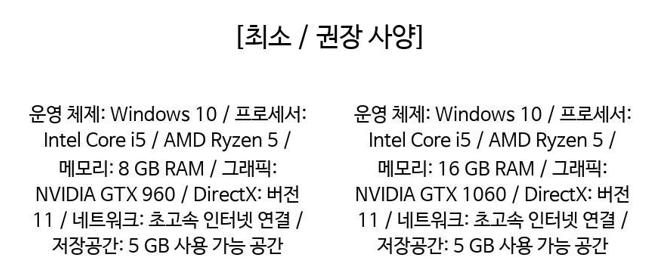 [최소 / 권장 사양]
운영 체제: Windows 10 / 프로세서:
Intel Core i5 / AMD Ryzen 5 /
메모리: 8 GB RAM / 그래픽:
NVIDIA GTX 960 / DirectX: 버전
11 / 네트워크: 초고속 인터넷 연결 /
저장공간: 5 GB 사용 가능 공간
운영 체제: Windows 10 / 프로세서:
Intel Core i5 / AMD Ryzen 5 /
메모리: 16 GB RAM / 그래픽:
NVIDIA GTX 1060 / DirectX: 버전
11 / 네트워크: 초고속 인터넷 연결 /
저장공간: 5 GB 사용 가능 공간